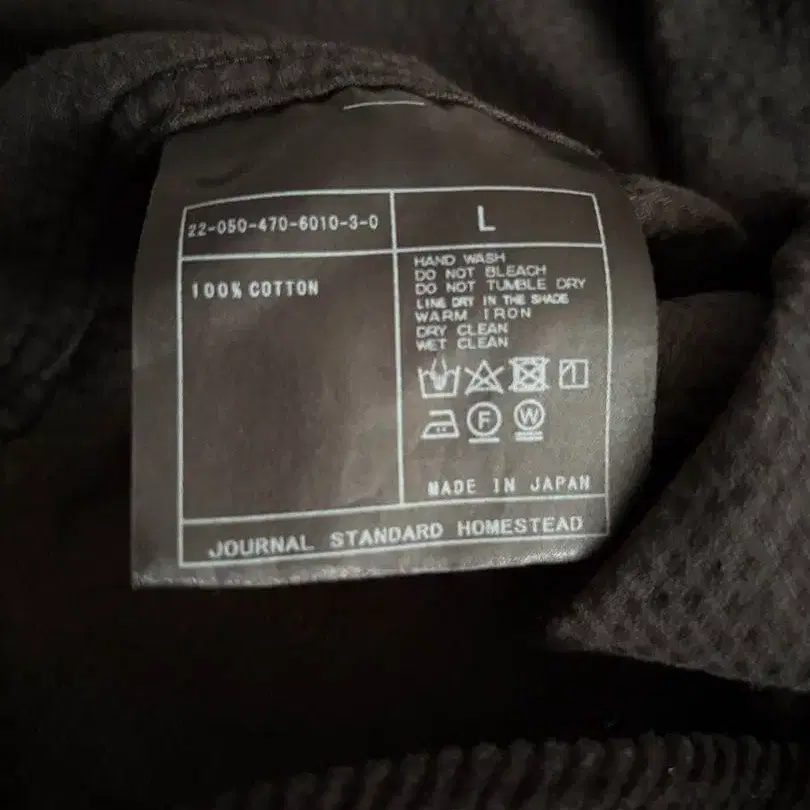 22-050-470-6010-3-0
L
100% COTTON
HAND WASH
DO NOT BLEACH
DO NOT TUMBLE DRY
LINE DRY IN THE SHADE
WARM IRON
DRY CLEAN
WET CLEAN
F
W
MADE IN JAPAN
JOURNAL STANDARD HOMESTEAD